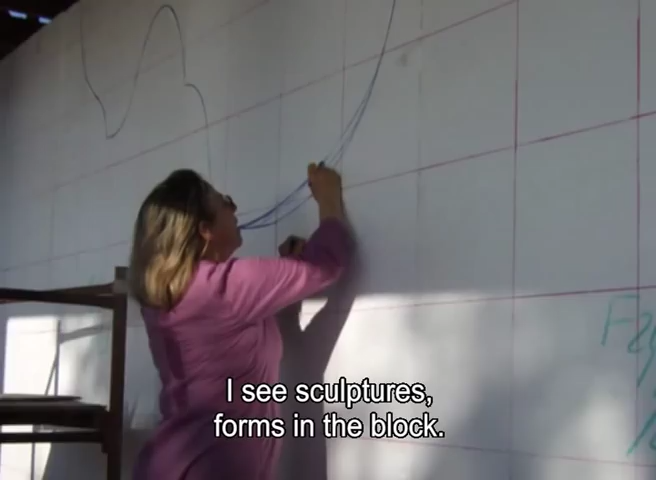 I see sculptures,
forms in the block.